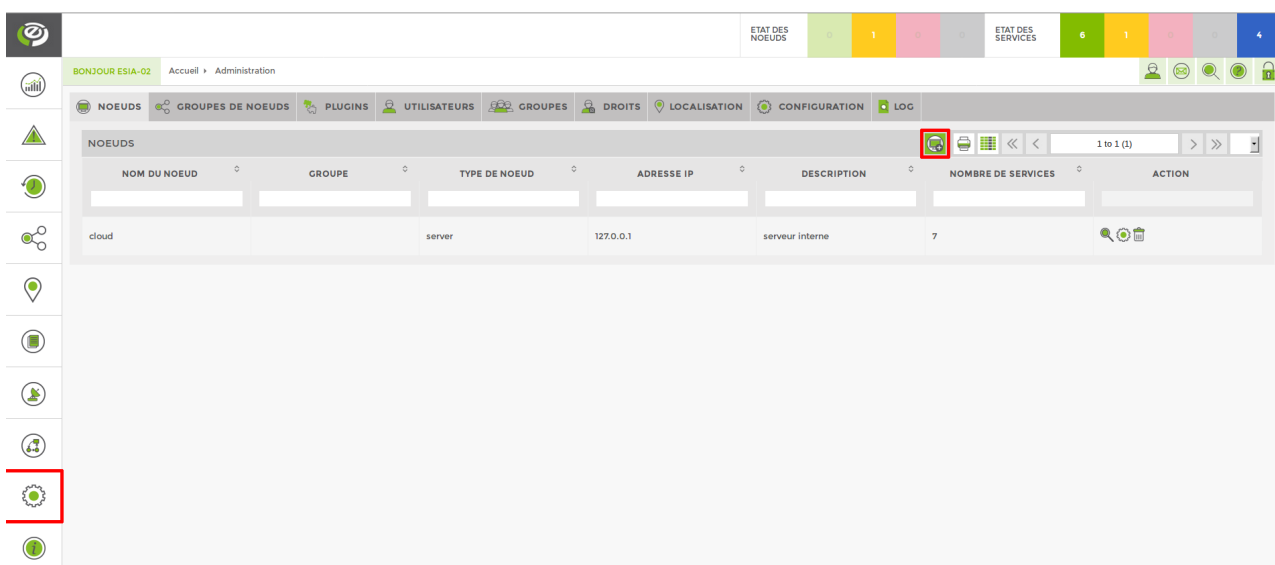 ETAT DES NOEUDS 0 1 0 0 ETAT DES SERVICES 6 1 0 0 4
BONJOUR ESIA-02 Accueil Administration
NOEUDS GROUPES DE NOEUDS PLUGINS UTILISATEURS GROUPES DROITS LOCALISATION CONFIGURATION LOG
NOEUDS 1 to 1 (1)
NOM DU NOEUD GROUPE TYPE DE NOEUD ADRESSE IP DESCRIPTION NOMBRE DE SERVICES ACTION
cloud server 127.0.0.1 serveur interne 7